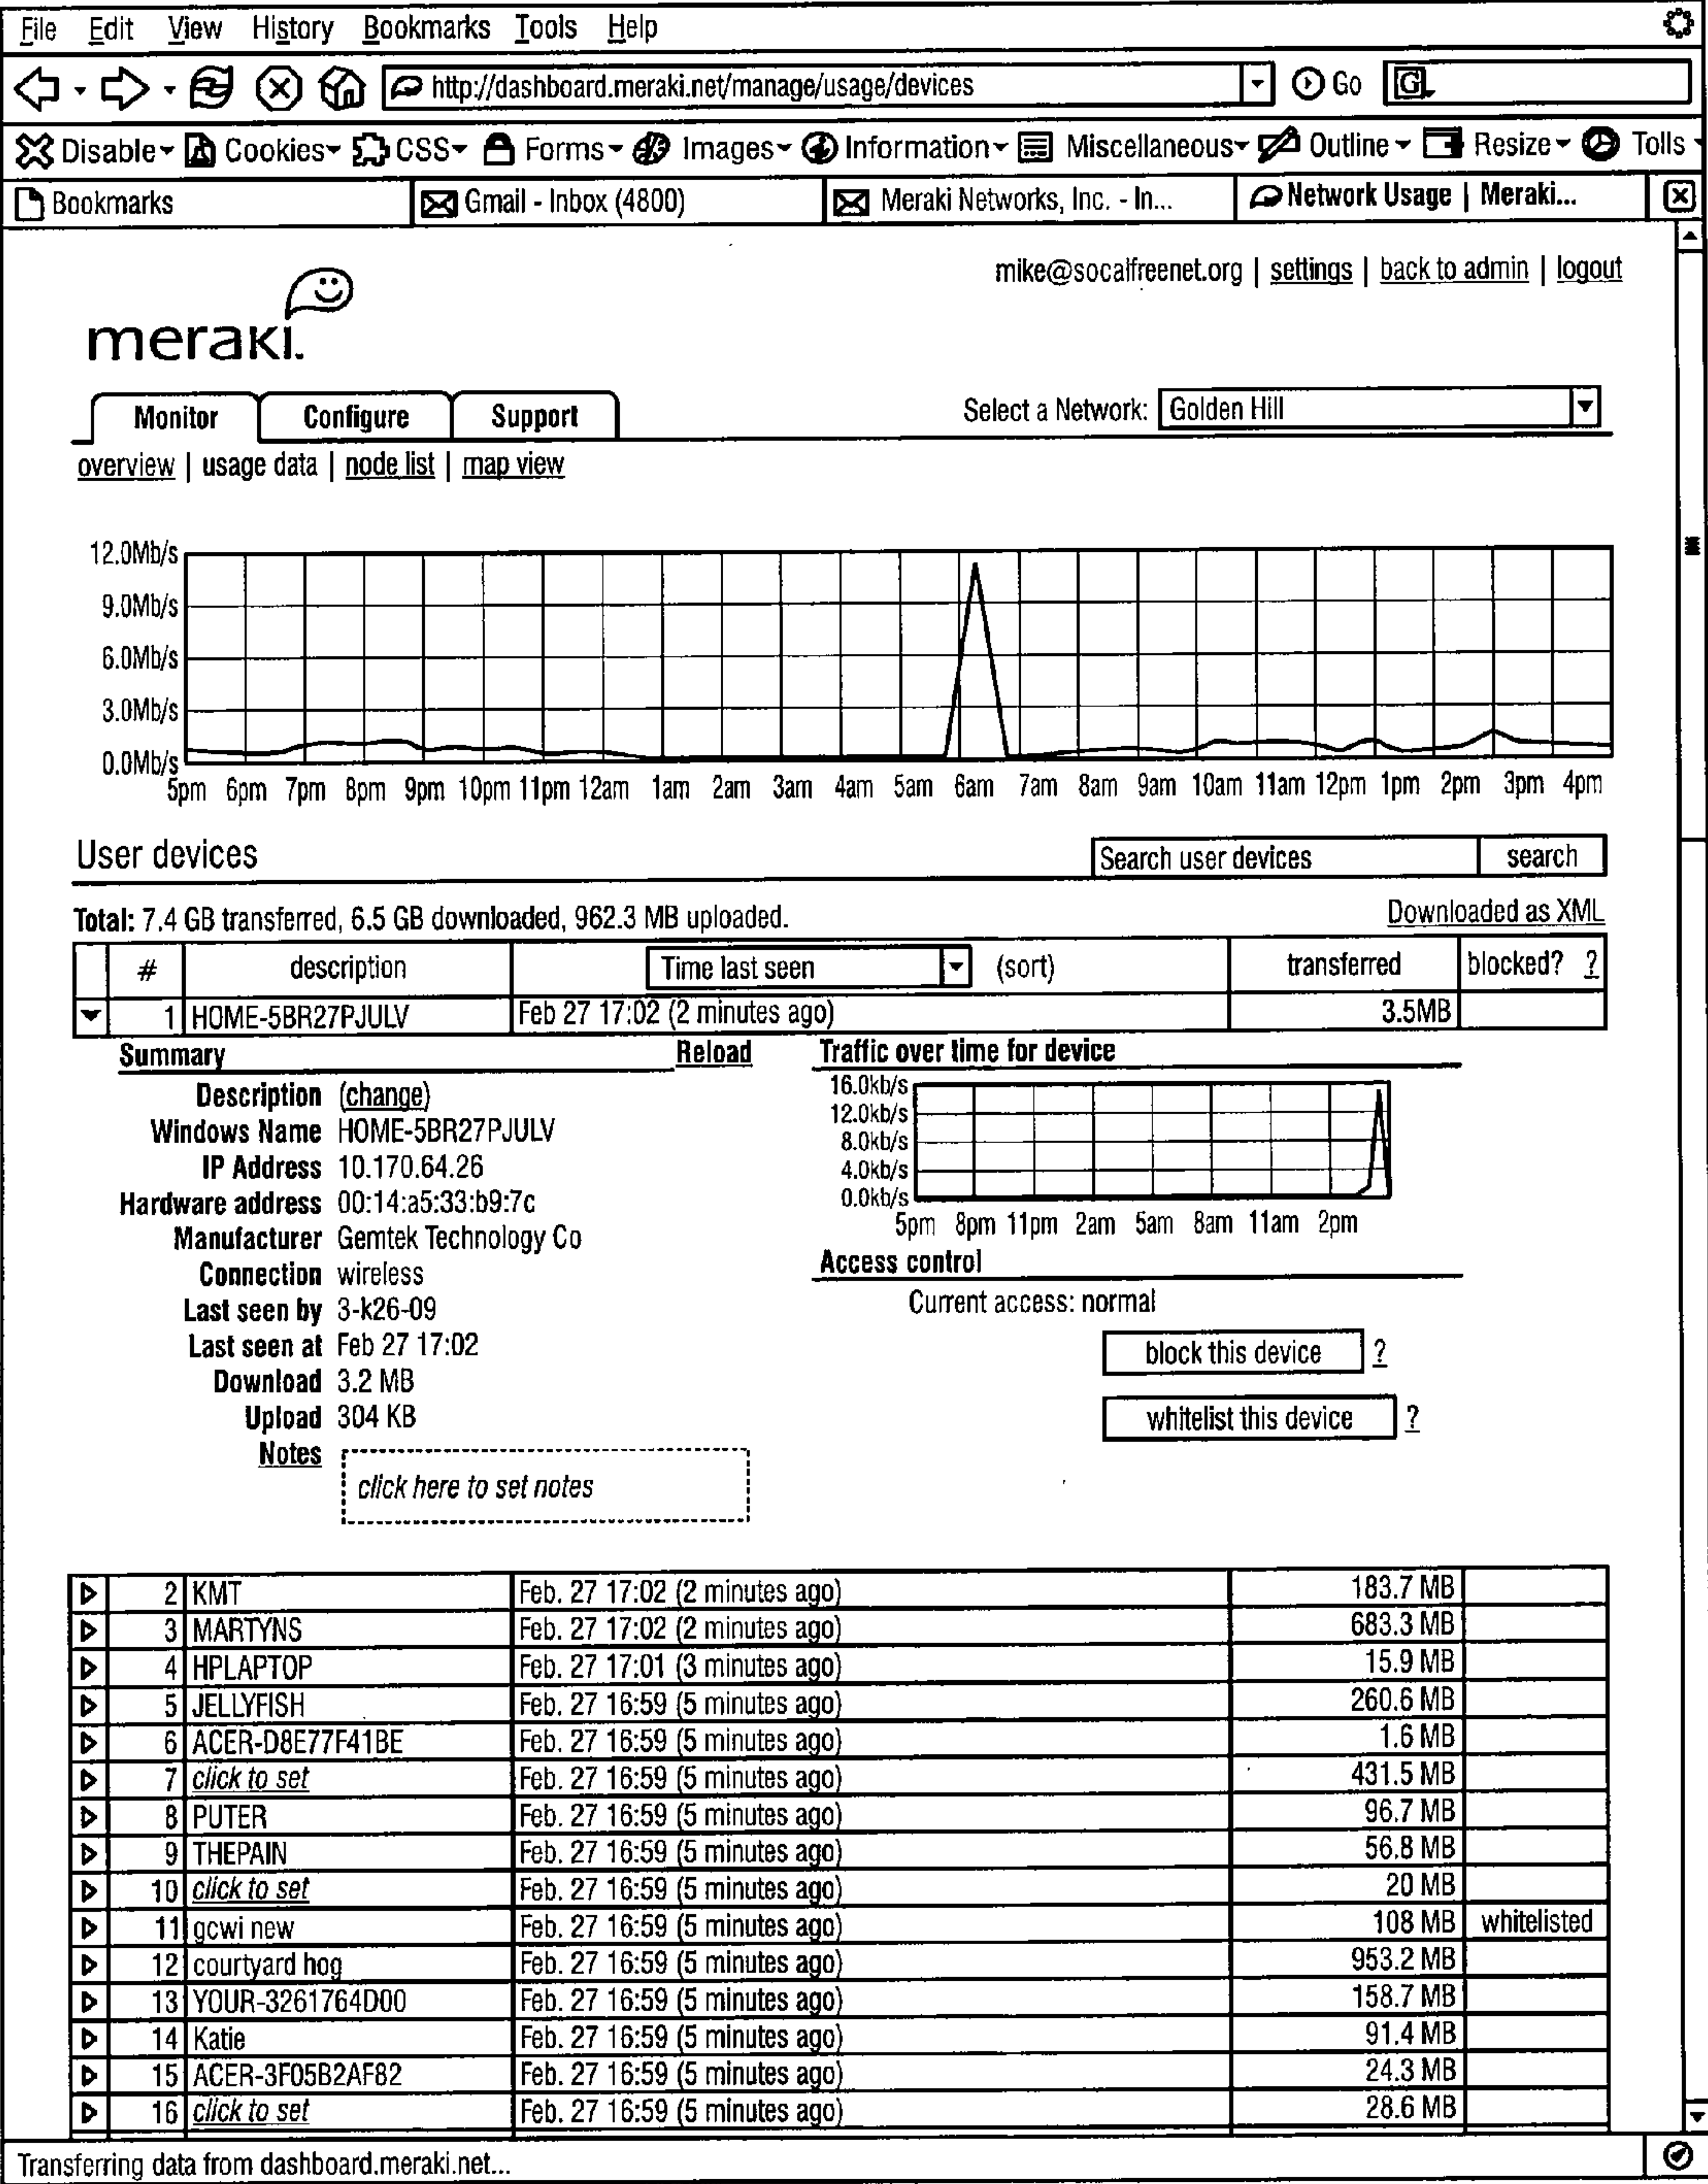 File Edit View History Bookmarks Tools Help
http://dashboard.meraki.net/manage/usage/devices Go G
Disable Cookies CSS Forms Images Information Miscellaneous Outline Resize Tolls
Bookmarks Gmail - Inbox (4800) Meraki Networks, Inc. - In... Network Usage | Meraki...
mike@socalfreenet.org | settings | back to admin | logout
meraki.
Monitor Configure Support Select a Network: Golden Hill
overview | usage data | node list | map view
12.0Mb/s
9.0Mb/s
6.0Mb/s
3.0Mb/s
0.0Mb/s
5pm 6pm 7pm 8pm 9pm 10pm 11pm 12am 1am 2am 3am 4am 5am 6am 7am 8am 9am 10am 11am 12pm 1pm 2pm 3pm 4pm
User devices Search user devices search
Total: 7.4 GB transferred, 6.5 GB downloaded, 962.3 MB uploaded. Downloaded as XML
# description Time last seen (sort) transferred blocked? ?
1 HOME-5BR27PJULV Feb 27 17:02 (2 minutes ago) 3.5MB
Summary Reload
Description (change)
Windows Name HOME-5BR27PJULV
IP Address 10.170.64.26
Hardware address 00:14:a5:33:b9:7c
Manufacturer Gemtek Technology Co
Connection wireless
Last seen by 3-k26-09
Last seen at Feb 27 17:02
Download 3.2 MB
Upload 304 KB
Notes
click here to set notes
Traffic over time for device
16.0kb/s
12.0kb/s
8.0kb/s
4.0kb/s
0.0kb/s
5pm 8pm 11pm 2am 5am 8am 11am 2pm
Access control
Current access: normal
block this device ?
whitelist this device ?
2 KMT Feb. 27 17:02 (2 minutes ago) 183.7 MB
3 MARTYNS Feb. 27 17:02 (2 minutes ago) 683.3 MB
4 HPLAPTOP Feb. 27 17:01 (3 minutes ago) 15.9 MB
5 JELLYFISH Feb. 27 16:59 (5 minutes ago) 260.6 MB
6 ACER-D8E77F41BE Feb. 27 16:59 (5 minutes ago) 1.6 MB
7 click to set Feb. 27 16:59 (5 minutes ago) 431.5 MB
8 PUTER Feb. 27 16:59 (5 minutes ago) 96.7 MB
9 THEPAIN Feb. 27 16:59 (5 minutes ago) 56.8 MB
10 click to set Feb. 27 16:59 (5 minutes ago) 20 MB
11 gcwi new Feb. 27 16:59 (5 minutes ago) 108 MB whitelisted
12 courtyard hog Feb. 27 16:59 (5 minutes ago) 953.2 MB
13 YOUR-3261764D00 Feb. 27 16:59 (5 minutes ago) 158.7 MB
14 Katie Feb. 27 16:59 (5 minutes ago) 91.4 MB
15 ACER-3F05B2AF82 Feb. 27 16:59 (5 minutes ago) 24.3 MB
16 click to set Feb. 27 16:59 (5 minutes ago) 28.6 MB
Transferring data from dashboard.meraki.net...